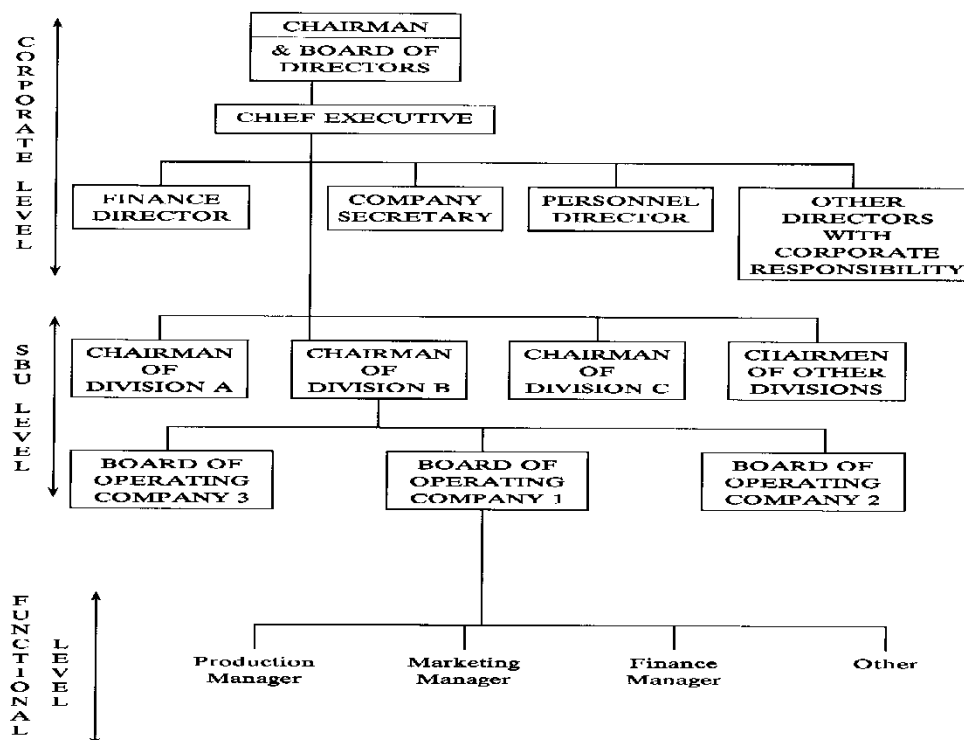 CHAIRMAN
& BOARD OF
DIRECTORS
CHIEF EXECUTIVE
CORPORATE LEVEL
FINANCE
DIRECTOR
COMPANY
SECRETARY
PERSONNEL
DIRECTOR
OTHER
DIRECTORS
WITH
CORPORATE
RESPONSIBILITY
SBU LEVEL
CHAIRMAN
OF
DIVISION A
CHAIRMAN
OF
DIVISION B
CHAIRMAN
OF
DIVISION C
CHAIRMEN
OF OTHER
DIVISIONS
BOARD OF
OPERATING
COMPANY 3
BOARD OF
OPERATING
COMPANY 1
BOARD OF
OPERATING
COMPANY 2
FUNCTIONAL
LEVEL
Production
Manager
Marketing
Manager
Finance
Manager
Other